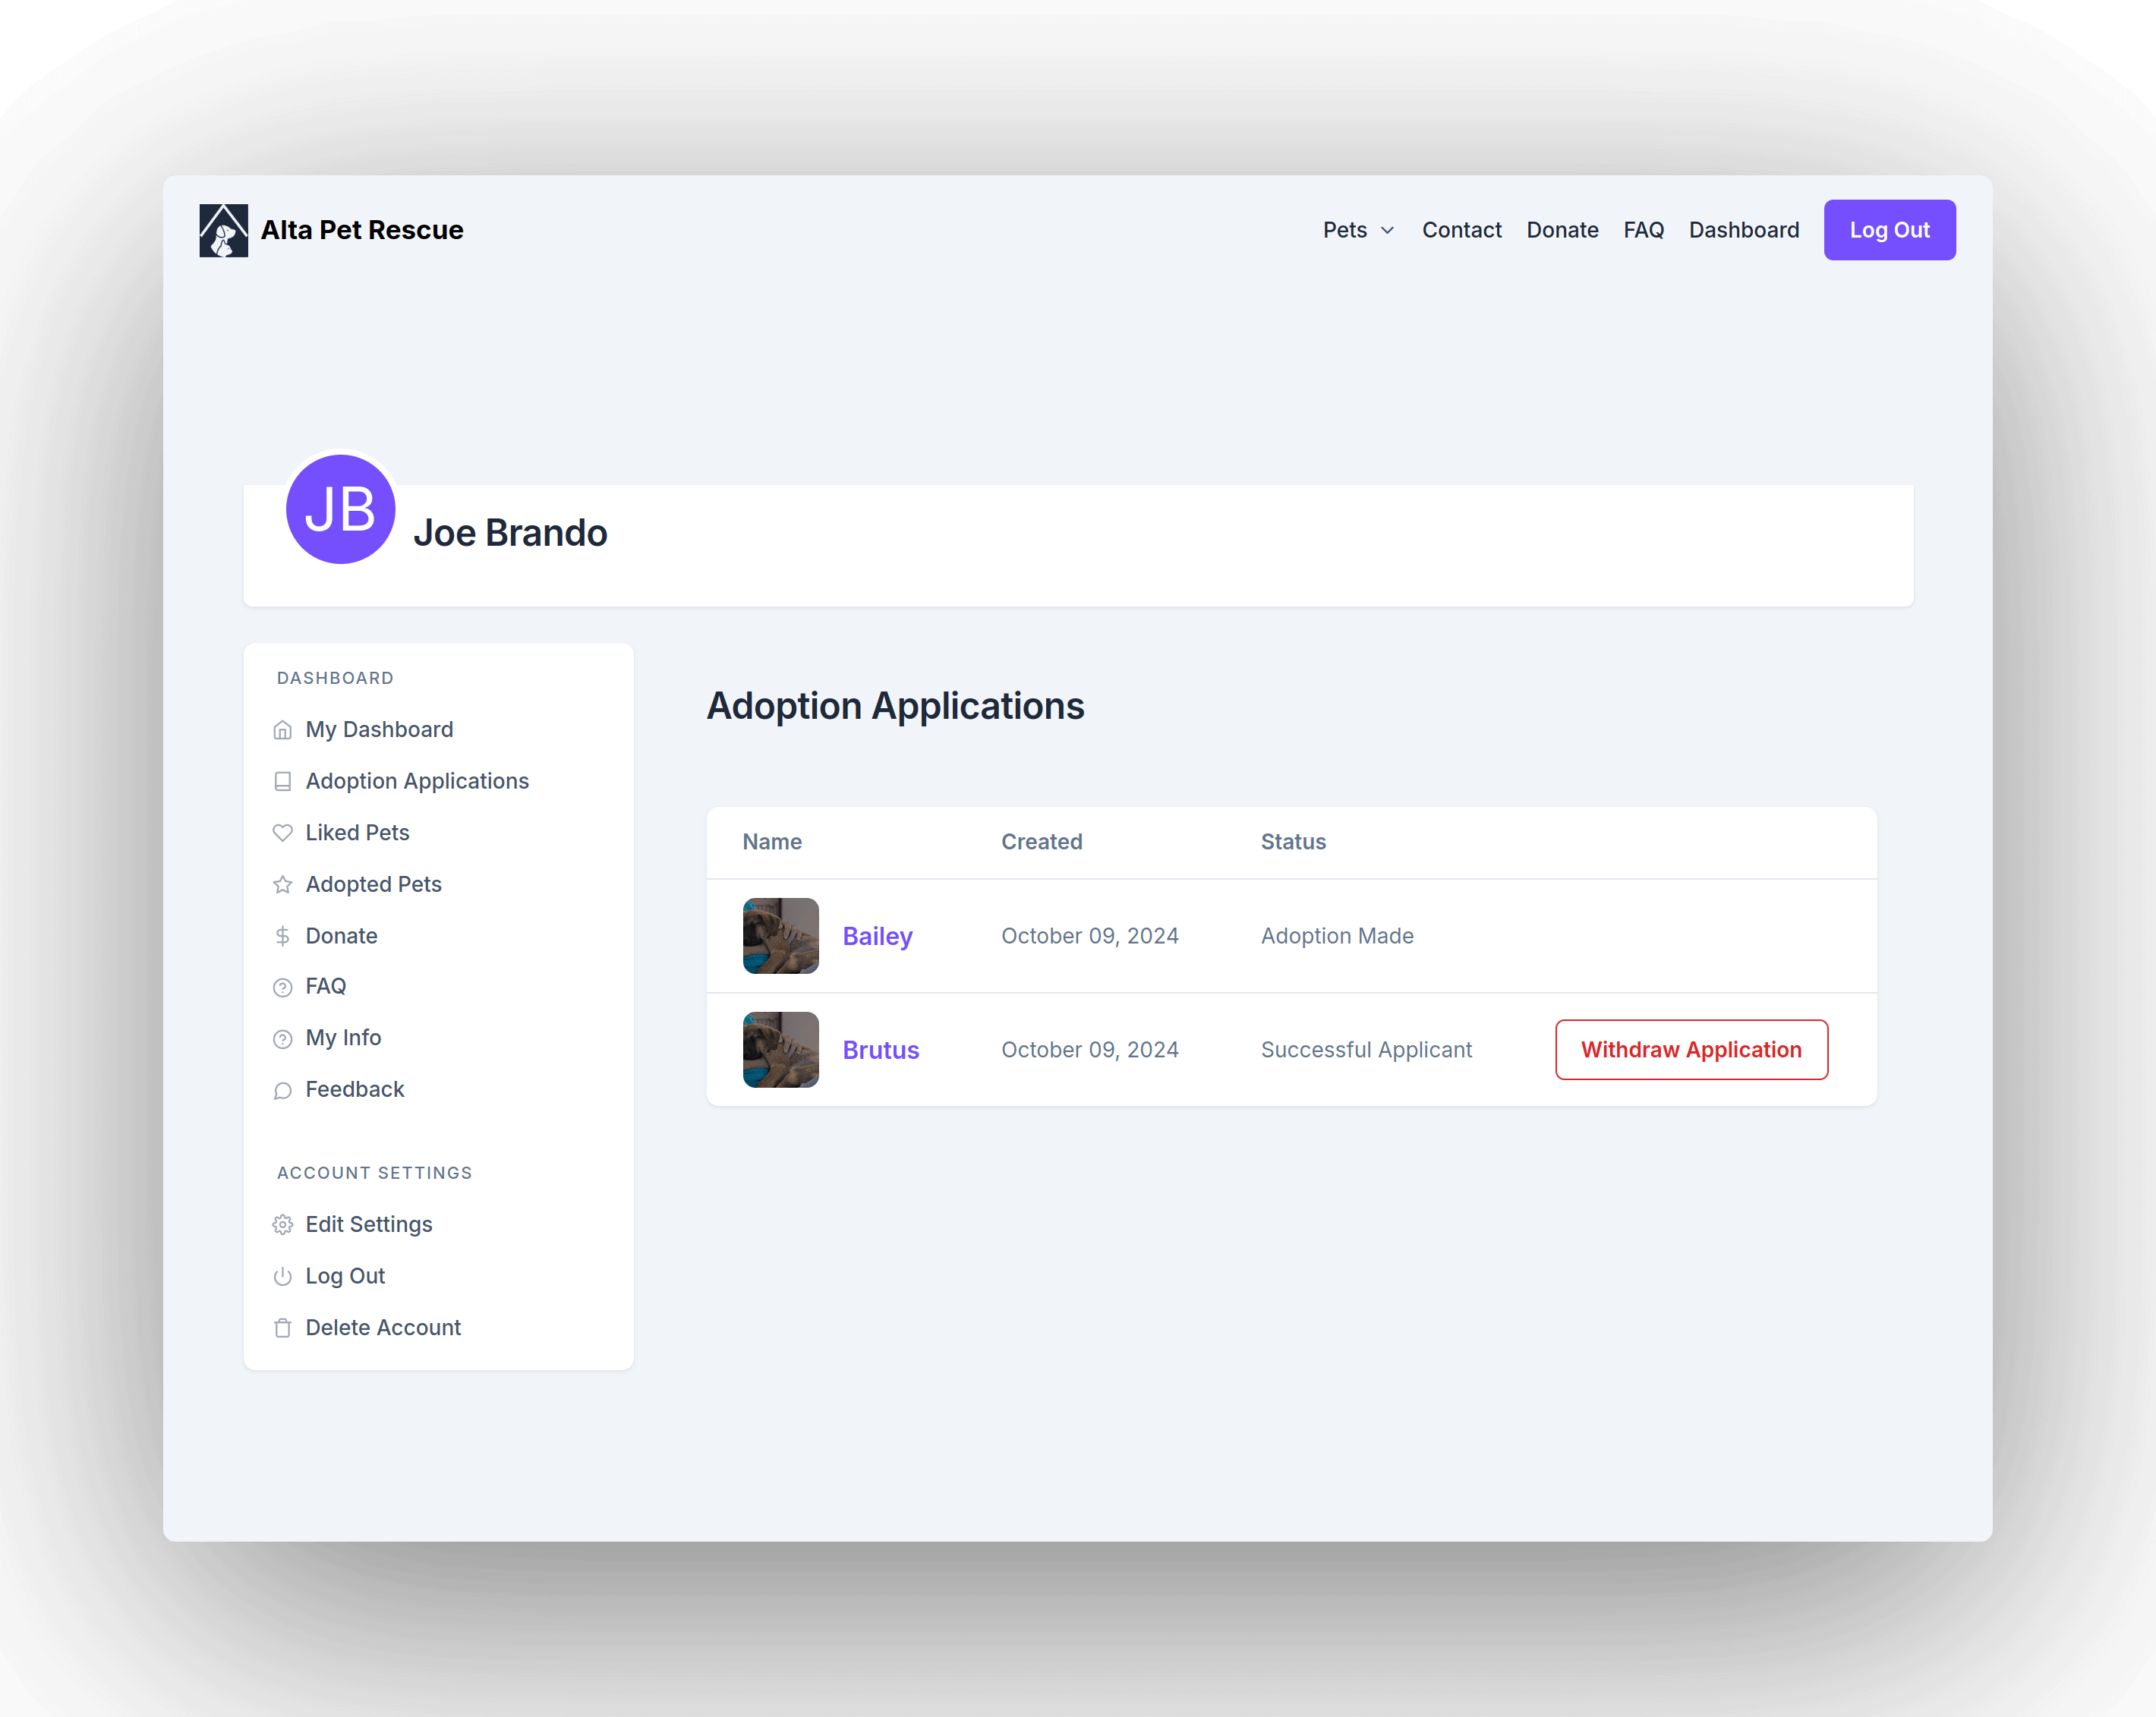 Alta Pet Rescue
Pets Contact Donate FAQ Dashboard Log Out
JB
Joe Brando
DASHBOARD
My Dashboard
Adoption Applications
Liked Pets
Adopted Pets
Donate
FAQ
My Info
Feedback
ACCOUNT SETTINGS
Edit Settings
Log Out
Delete Account
Adoption Applications
Name Created Status
Bailey October 09, 2024 Adoption Made
Brutus October 09, 2024 Successful Applicant Withdraw Application